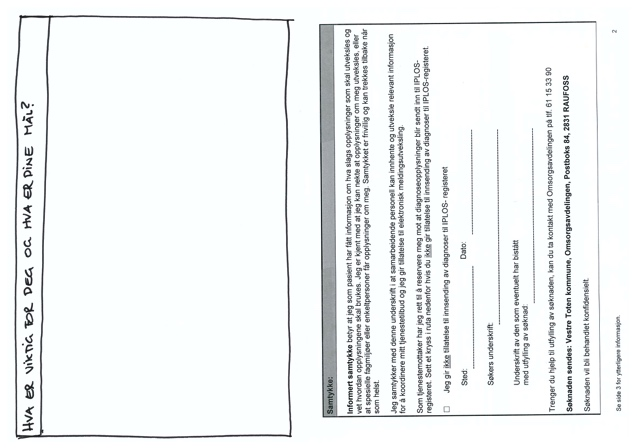 HVA ER VIKTIG FOR DEG OG HVA ER DINE MÅL?
Samtykke:
Informert samtykke betyr at jeg som pasient har fått informasjon om hva slags opplysninger som skal utveksles og
vet hvordan opplysningene skal brukes. Jeg er kjent med at jeg kan nekte at opplysninger om meg utveksles, eller
at spesielle fagmiljøer eller enkeltpersoner får opplysninger om meg. Samtykket er frivillig og kan trekkes tilbake når
som helst.
Jeg samtykker med denne underskrift i at samarbeidende personell kan innhente og utveksle relevant informasjon
for å koordinere mitt tjenestetilbud og jeg gir tillatelse til elektronisk meldingsutveksling.
Som tjenestemottaker har jeg rett til å reservere meg mot at diagnoseopplysninger blir sendt inn til IPLOS-
registeret. Sett et kryss i ruta nedenfor hvis du ikke gir tillatelse til innsending av diagnoser til IPLOS-registeret.
Jeg gir ikke tillatelse til innsending av diagnoser til IPLOS- registeret
Sted: Dato:
Søkers underskrift:
Underskrift av den som eventuelt har bistått
med utfylling av søknad:
Trenger du hjelp til utfylling av søknaden, kan du ta kontakt med Omsorgsavdelingen på tlf. 61 15 33 90
Søknaden sendes: Vestre Toten kommune, Omsorgsavdelingen, Postboks 84, 2831 RAUFOSS
Søknaden vil bli behandlet konfidensielt.
Se side 3 for ytterligere informasjon.
2